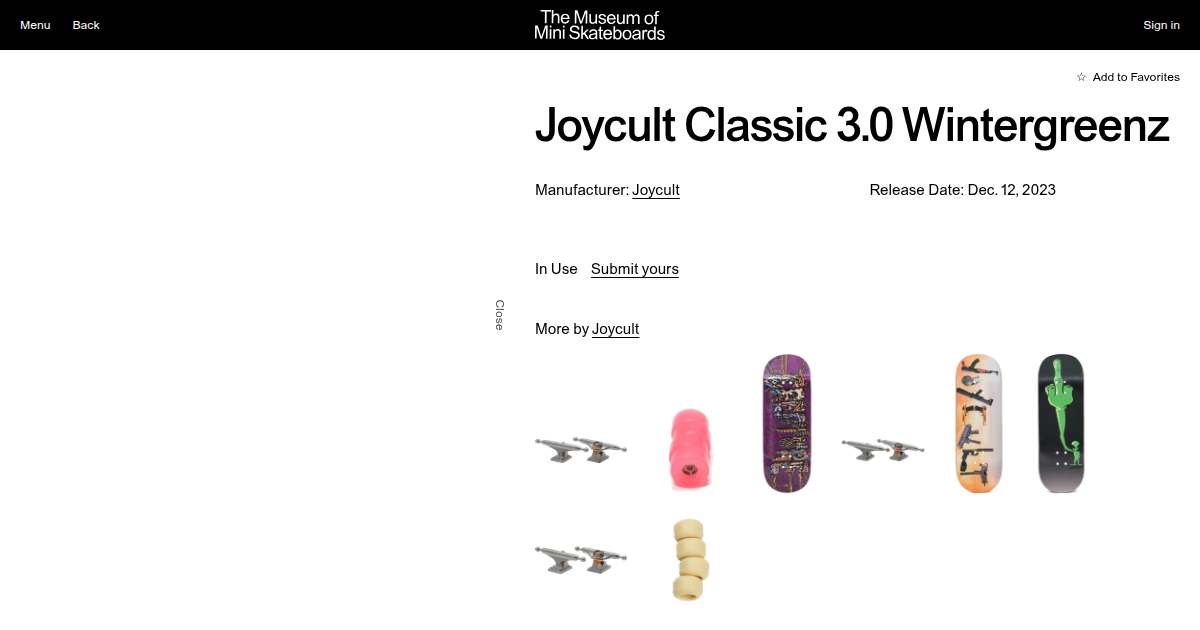 Menu
Back
The Museum of
Mini Skateboards
Sign in
☆ Add to Favorites
Joycult Classic 3.0 Wintergreenz
Manufacturer: Joycult
Release Date: Dec. 12, 2023
In Use
Submit yours
Close
More by Joycult